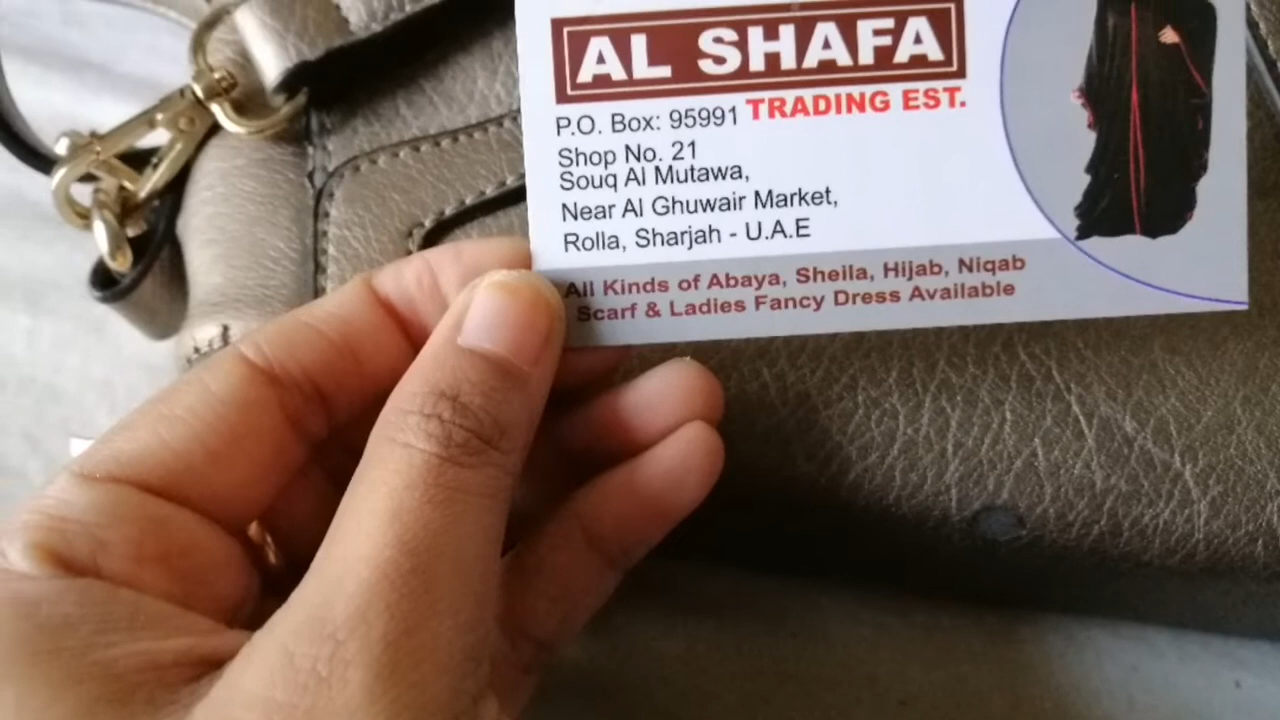 AL SHAFA
TRADING EST.
P.O. Box: 95991
Shop No. 21
Souq Al Mutawa,
Near Al Ghuwair Market,
Rolla, Sharjah - U.A.E
All Kinds of Abaya, Sheila, Hijab, Niqab
Scarf & Ladies Fancy Dress Available